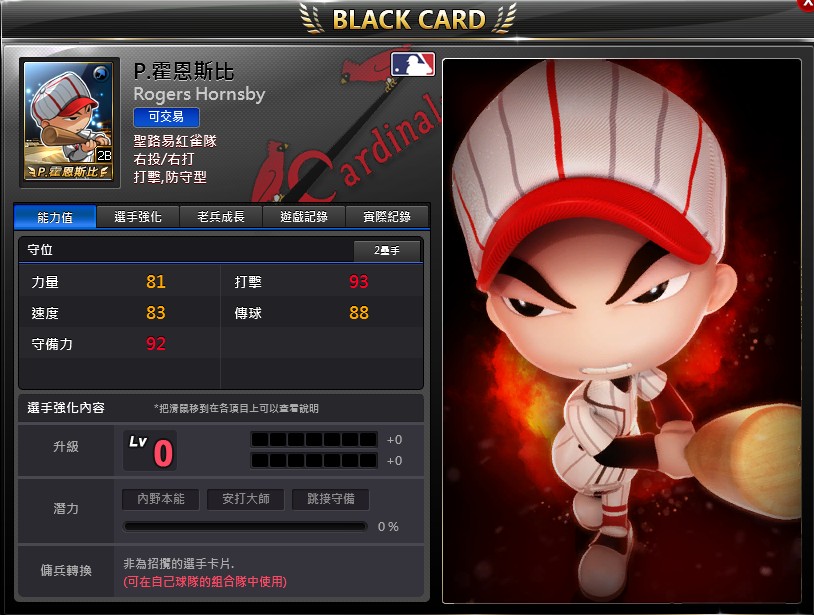 BLACK CARD
P.霍恩斯比
Rogers Hornsby
可交易
聖路易紅雀隊
右投/右打
打擊,防守型
Cardinal
2B
P.霍恩斯比
能力值 選手強化 老兵成長 遊戲記錄 實際紀錄
守位 2壘手
力量 81 打擊 93
速度 83 傳球 88
守備力 92
選手強化內容 *把滑鼠移到在各項目上可以查看說明
升級 Lv 0 +0
+0
潛力 內野本能 安打大師 跳接守備
0 %
傭兵轉換 非為招攬的選手卡片.
(可在自己球隊的組合隊中使用)